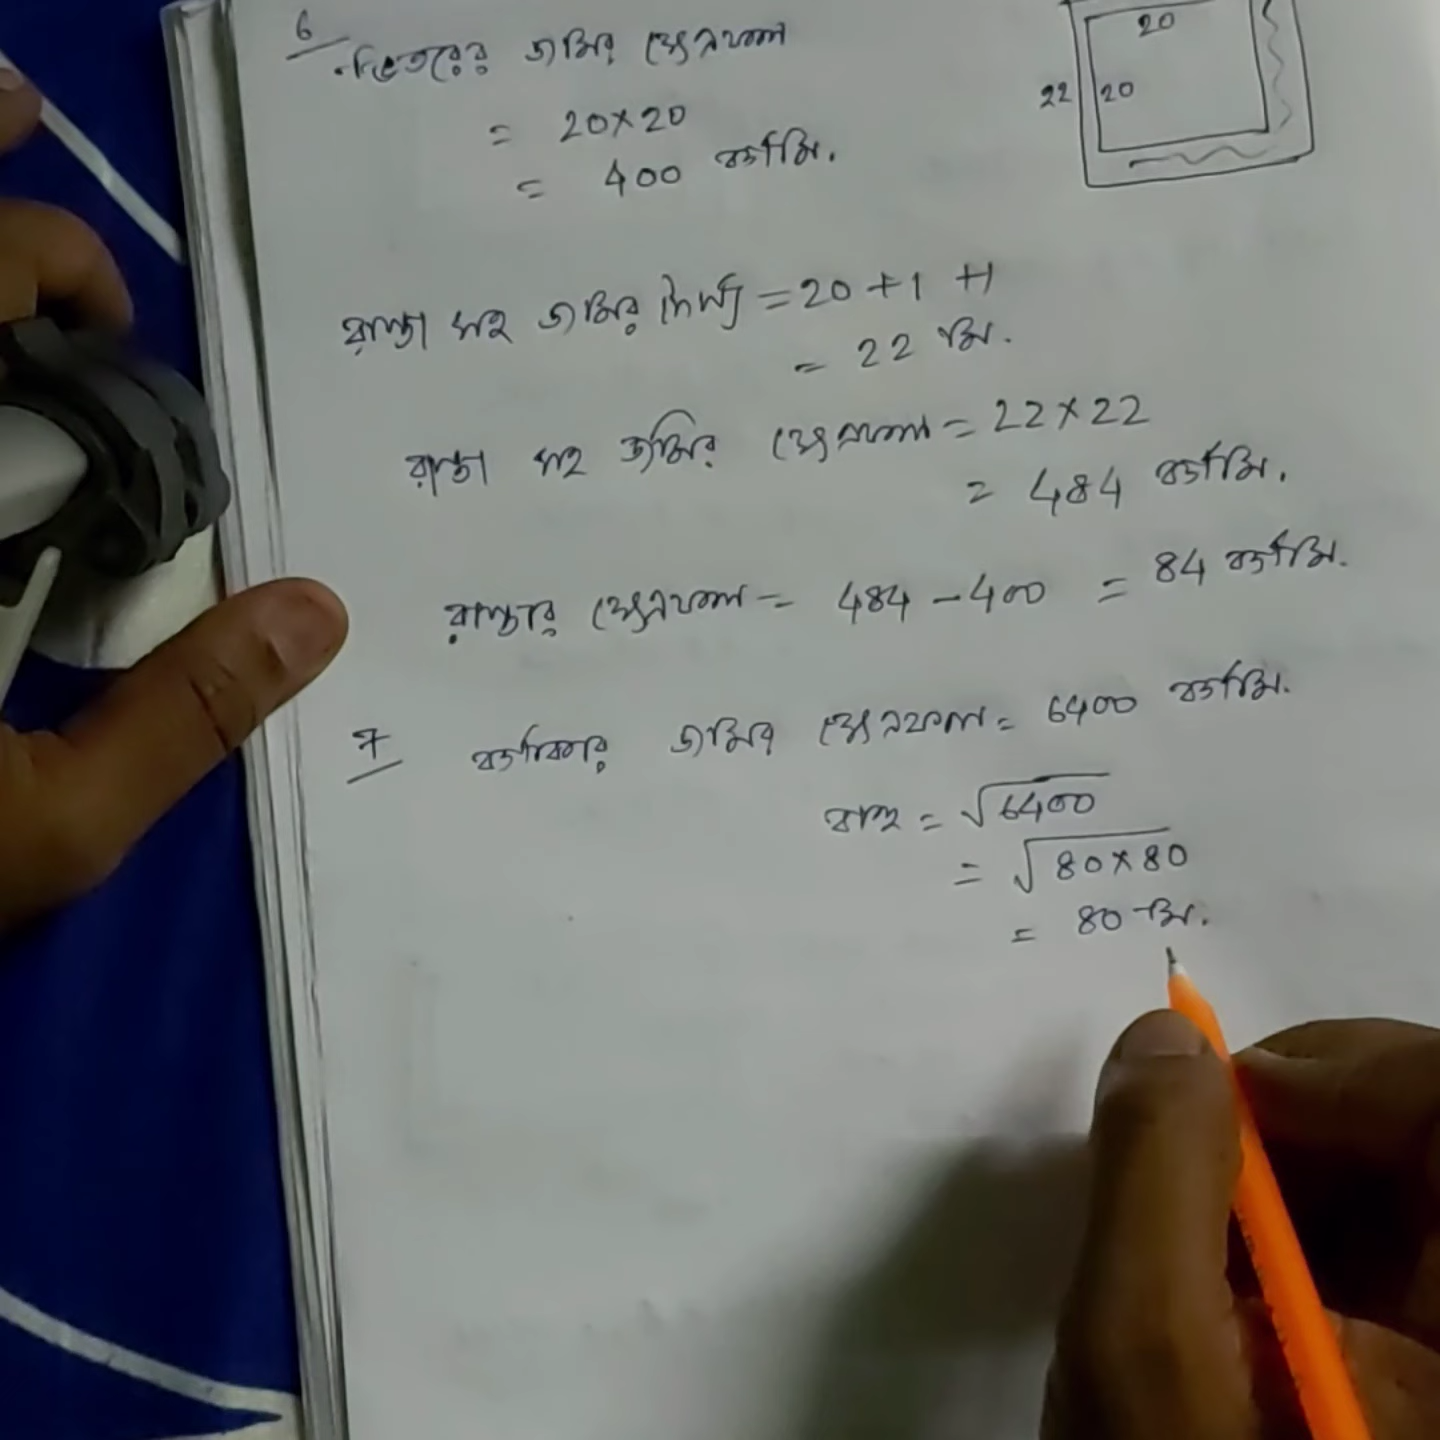 6 ভিতরের জমির ক্ষেত্রফল
= 20×20
= 400 বর্গমি.
20
22 20
রাস্তা সহ জমির দৈর্ঘ্য = 20 + 1 + 1
= 22 মি.
রাস্তা সহ জমির ক্ষেত্রফল = 22×22
= 484 বর্গমি.
রাস্তার ক্ষেত্রফল = 484 - 400 = 84 বর্গমি.
7 বর্গাকার জমির ক্ষেত্রফল = 6400 বর্গমি.
বাহু = √6400
= √80×80
= 80 মি.